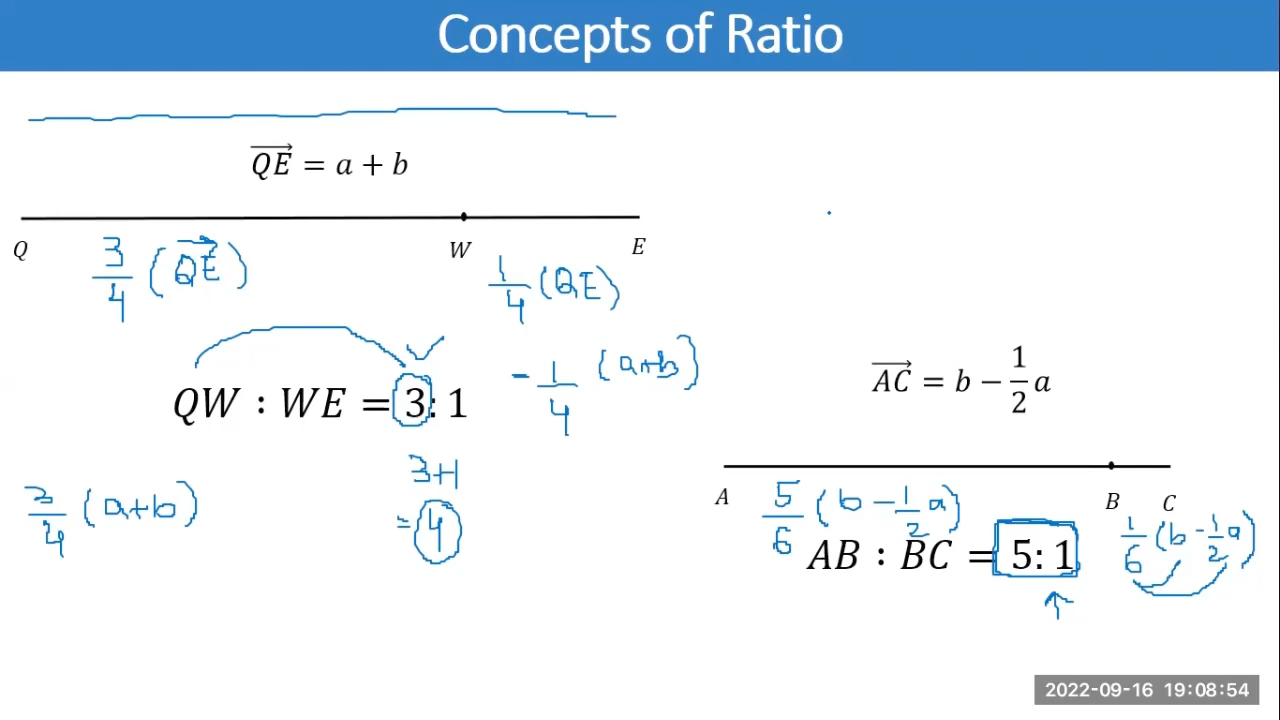 Concepts of Ratio
QE = a + b
Q W E
3/4 (QE)
1/4 (QE)
QW : WE = 3: 1
- 1/4 (a+b)
3+1
= 4
3/4 (a+b)
AC = b − 1/2 a
A B C
5/6 (b − 1/2 a)
1/6 (b - 1/2 a)
AB : BC = 5: 1
2022-09-16 19:08:54